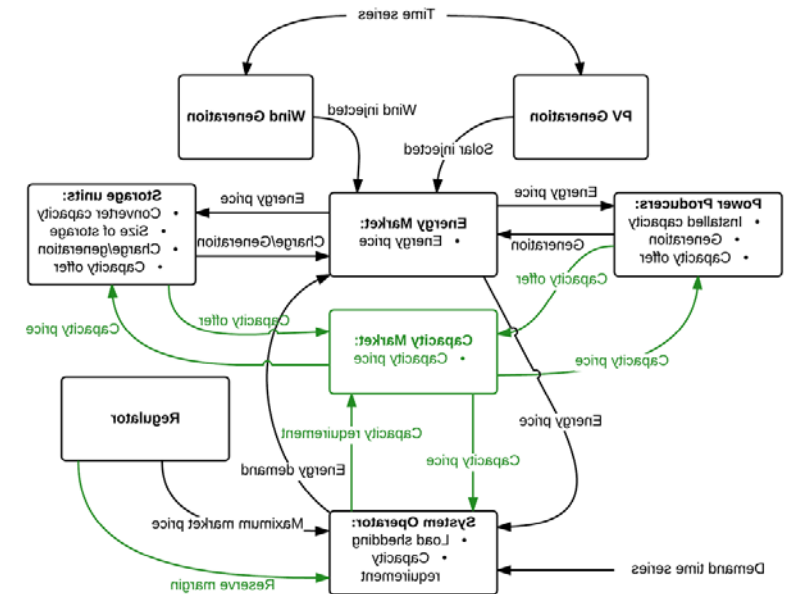 Time series
Wind Generation
PV Generation
Wind injected
Solar injected
Storage units:
• Converter capacity
• Size of storage
• Charge/generation
• Capacity offer
Energy price
Charge/Generation
Energy Market:
• Energy price
Energy price
Generation
Power Producers:
• Installed capacity
• Generation
• Capacity offer
Capacity offer
Capacity offer
Capacity price
Capacity Market:
• Capacity price
Capacity price
Regulator
Capacity requirement
Energy demand
Capacity price
Energy price
Maximum market price
Reserve margin
System Operator:
• Load shedding
• Capacity
requirement
Demand time series